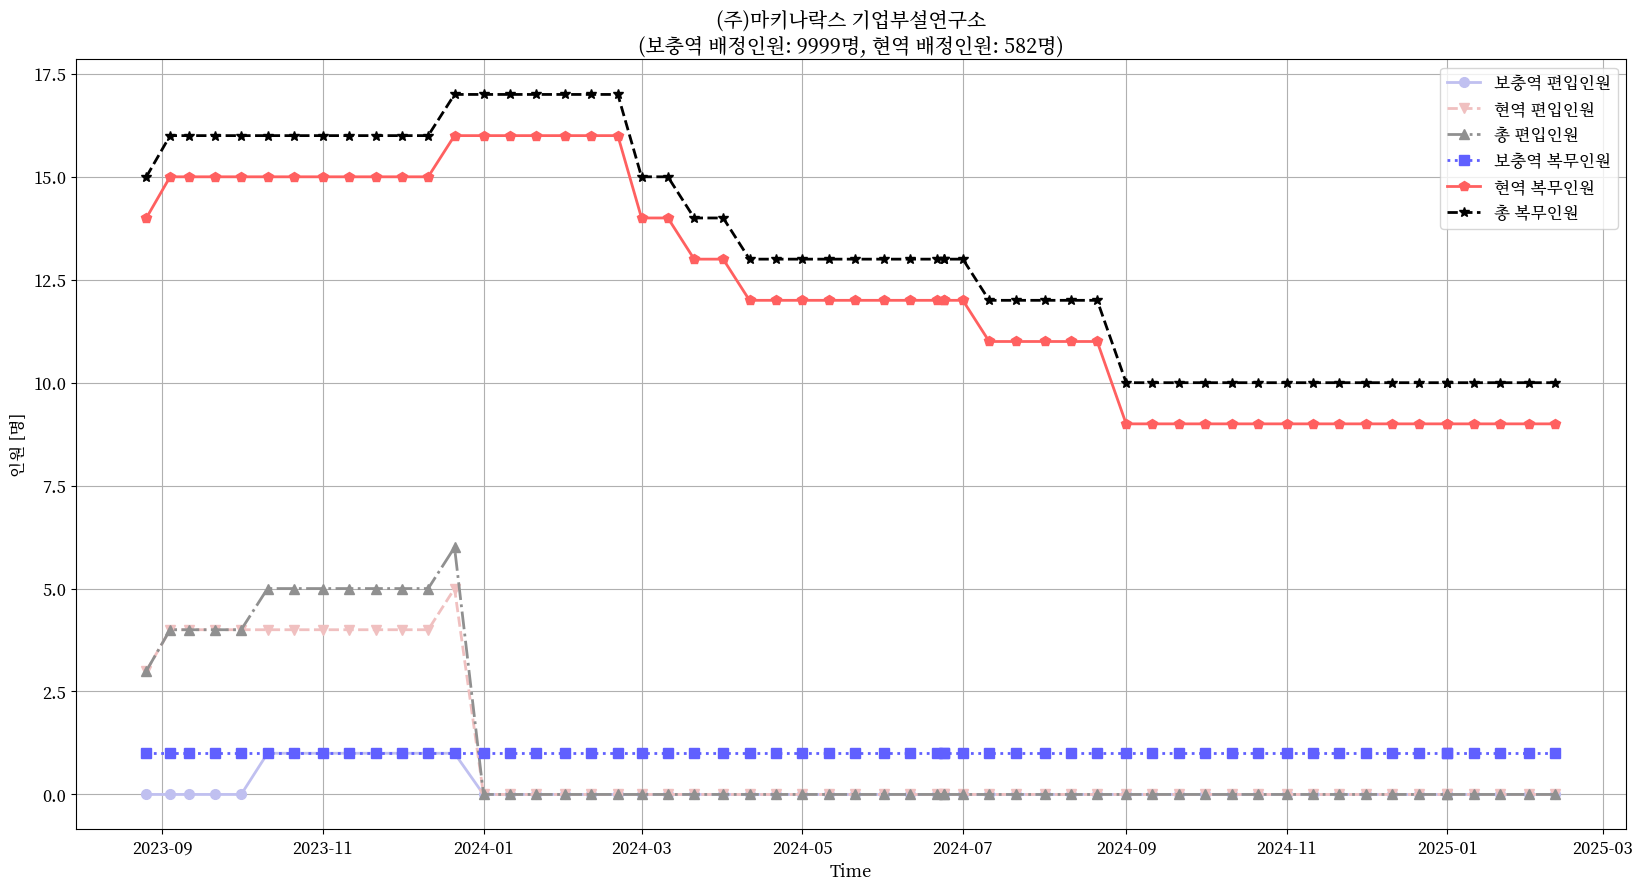 (주)마키나락스 기업부설연구소
(보충역 배정인원: 9999명, 현역 배정인원: 582명)
보충역 편입인원
현역 편입인원
총 편입인원
보충역 복무인원
현역 복무인원
총 복무인원
인원 [명]
17.5
15.0
12.5
10.0
7.5
5.0
2.5
0.0
2023-09 2023-11 2024-01 2024-03 2024-05 2024-07 2024-09 2024-11 2025-01 2025-03
Time